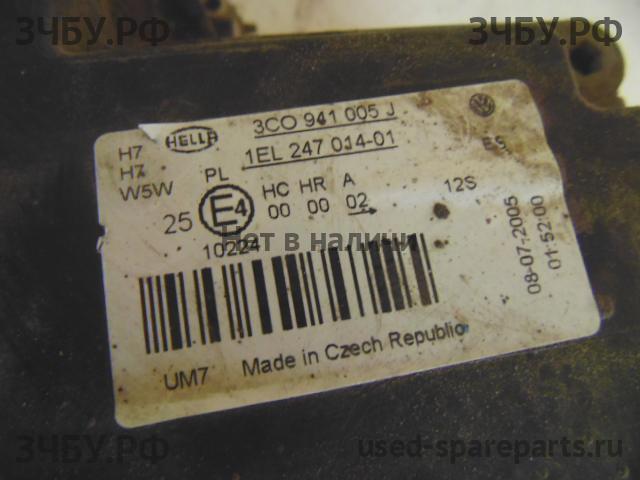 ЗЧБУ.РФ
ЗЧБУ.РФ
HELLA
3C0 941 005 J
1EL 247 014-01
H7
H7
W5W
PL
HC HR A
00 00 02
25
E4
10224
12S
ES
08-07-2005
01:52:00
Нет в наличи
UM7
Made in Czech Republic
ЗЧБУ.РФ
used-spareparts.ru